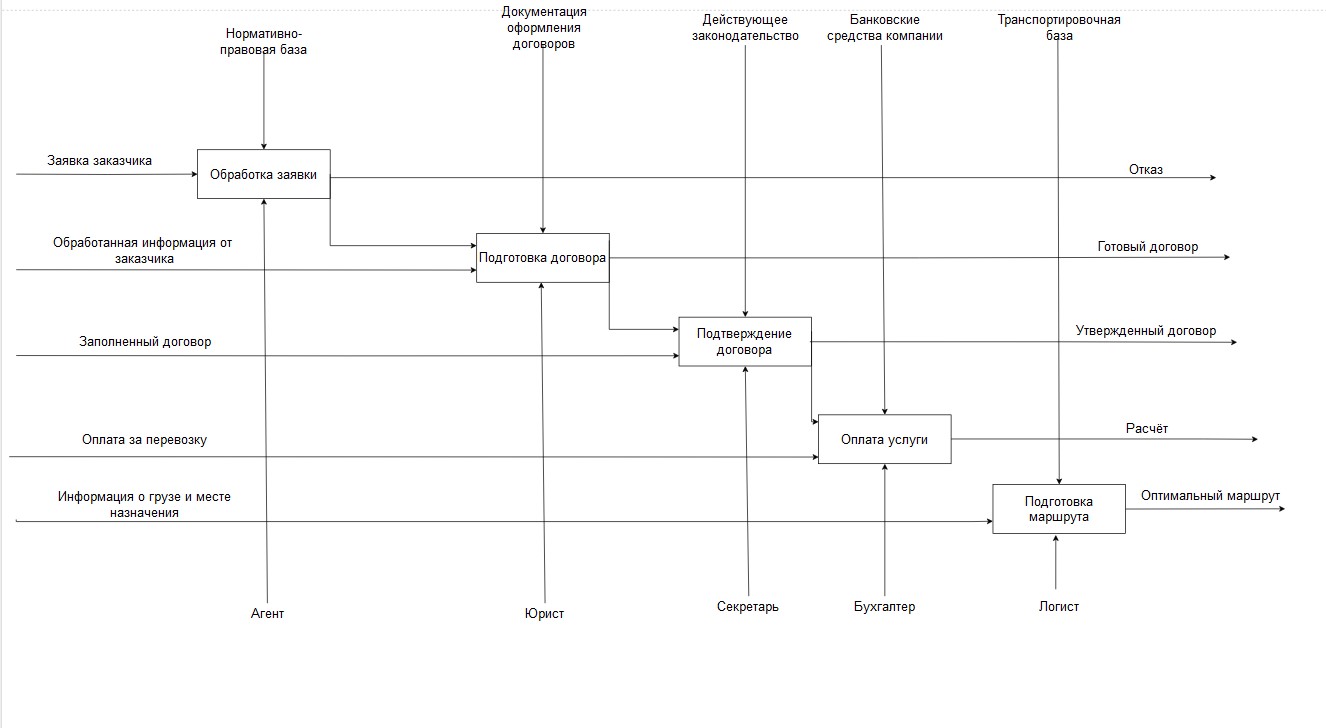 Нормативно-
правовая база
Документация
оформления
договоров
Действующее
законодательство
Банковские
средства компании
Транспортировочная
база
Заявка заказчика
Обработка заявки
Отказ
Обработанная информация от
заказчика
Подготовка договора
Готовый договор
Заполненный договор
Подтверждение
договора
Утвержденный договор
Оплата за перевозку
Оплата услуги
Расчёт
Информация о грузе и месте
назначения
Подготовка
маршрута
Оптимальный маршрут
Агент
Юрист
Секретарь
Бухгалтер
Логист